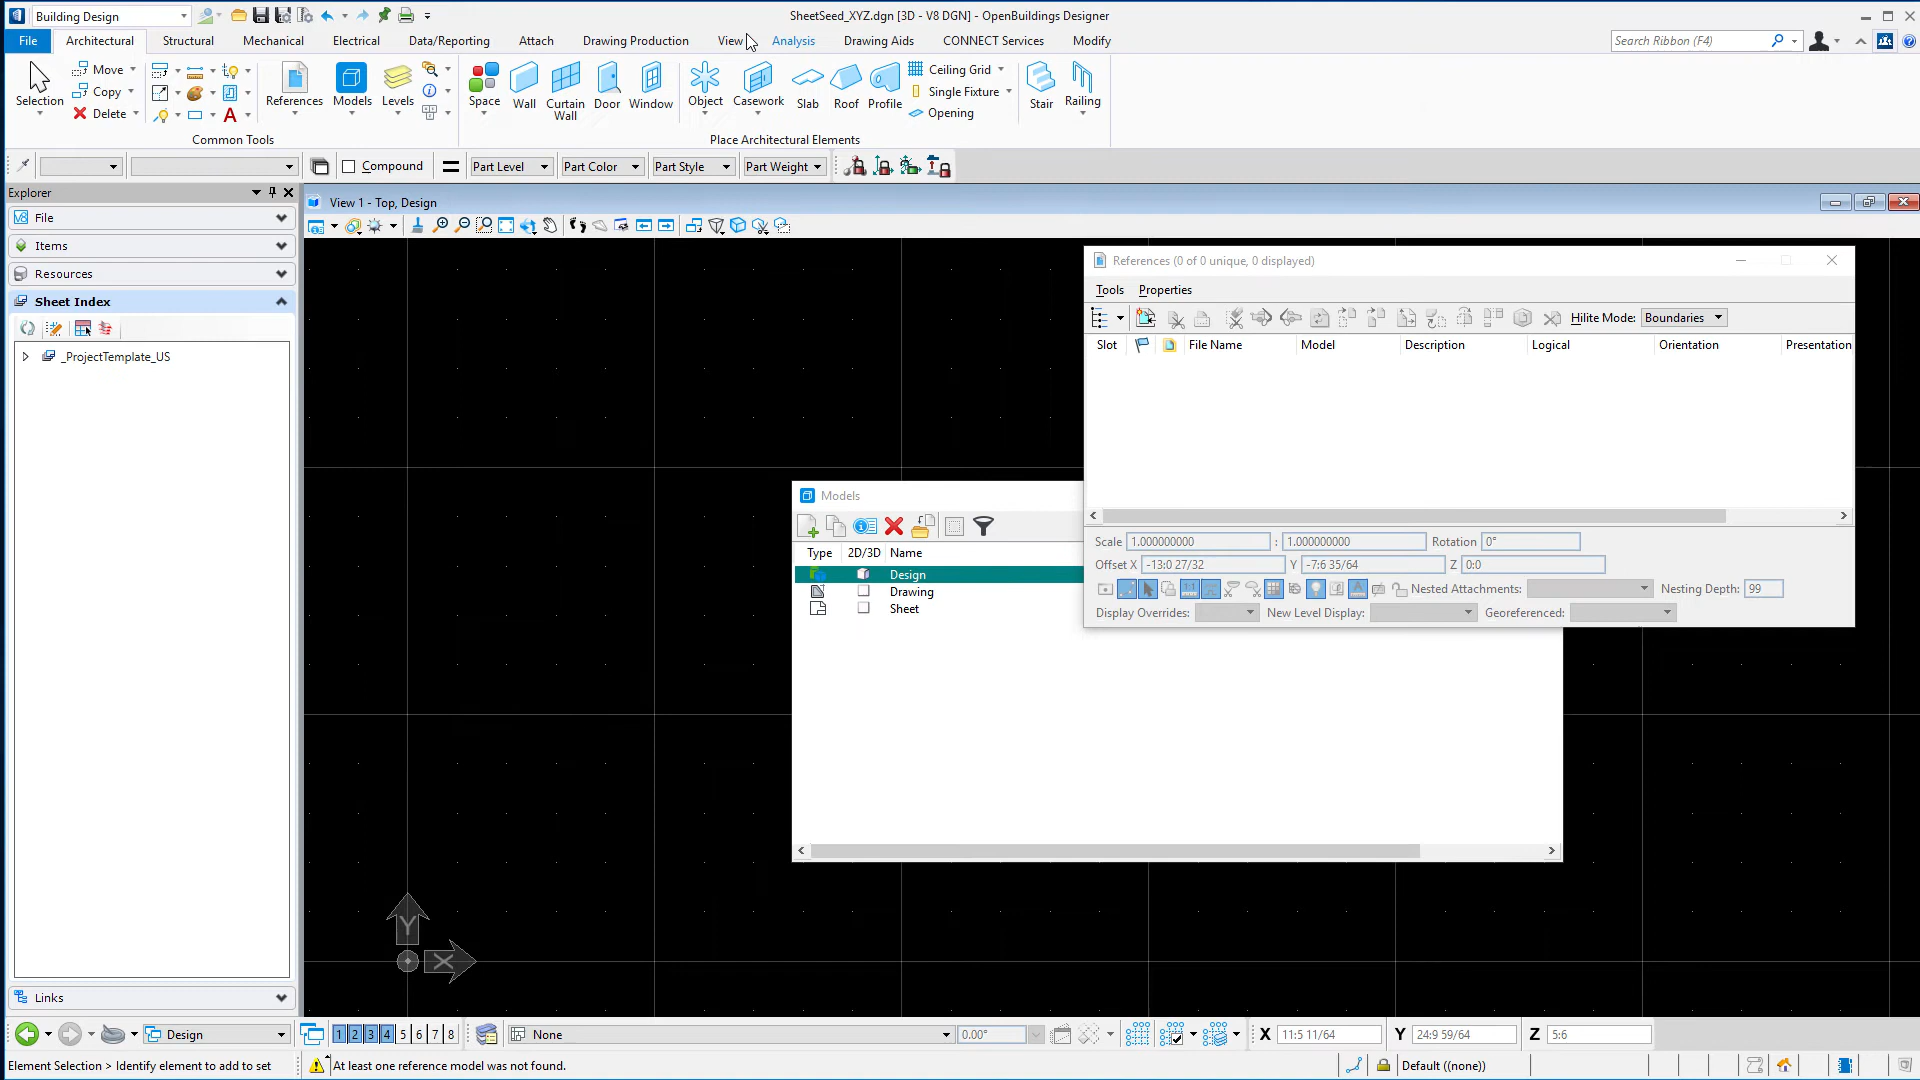 Building Design
SheetSeed_XYZ.dgn [3D - V8 DGN] - OpenBuildings Designer
File Architectural Structural Mechanical Electrical Data/Reporting Attach Drawing Production View Analysis Drawing Aids CONNECT Services Modify
Search Ribbon (F4)
Selection
Move
Copy
Delete
References
Models
Levels
Common Tools
Space
Wall
Curtain Wall
Door
Window
Object
Casework
Slab
Roof
Profile
Ceiling Grid
Single Fixture
Opening
Stair
Railing
Place Architectural Elements
Compound
Part Level
Part Color
Part Style
Part Weight
Explorer
File
Items
Resources
Sheet Index
_ProjectTemplate_US
Links
View 1 - Top, Design
References (0 of 0 unique, 0 displayed)
Tools Properties
Hilite Mode: Boundaries
Slot File Name Model Description Logical Orientation Presentation
Scale 1.000000000 : 1.000000000 Rotation 0°
Offset X -13:0 27/32 Y -7:6 35/64 Z 0:0
Nested Attachments: Nesting Depth: 99
Display Overrides: New Level Display: Georeferenced:
Models
Type 2D/3D Name
Design
Drawing
Sheet
Y
X
Design
1 2 3 4 5 6 7 8
None
0.00°
X 11:5 11/64 Y 24:9 59/64 Z 5:6
Element Selection > Identify element to add to set
At least one reference model was not found.
Default ((none))